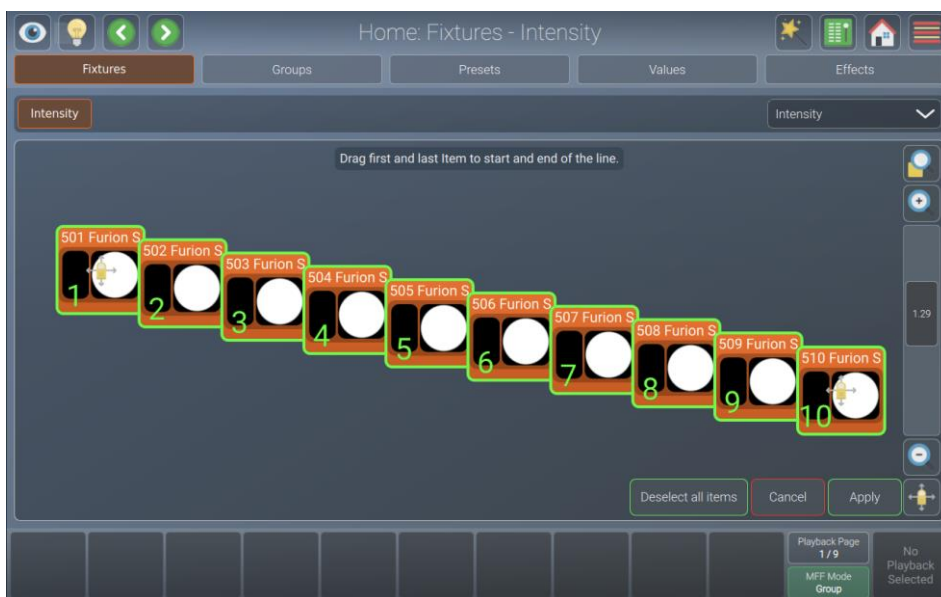 Home: Fixtures - Intensity
Fixtures
Groups
Presets
Values
Effects
Intensity
Intensity
Drag first and last Item to start and end of the line.
501 Furion S
1
502 Furion S
2
503 Furion S
3
504 Furion S
4
505 Furion S
5
506 Furion S
6
507 Furion S
7
508 Furion S
8
509 Furion S
9
510 Furion S
10
1.29
Deselect all items
Cancel
Apply
Playback Page
1/9
MFF Mode
Group
No
Playback
Selected